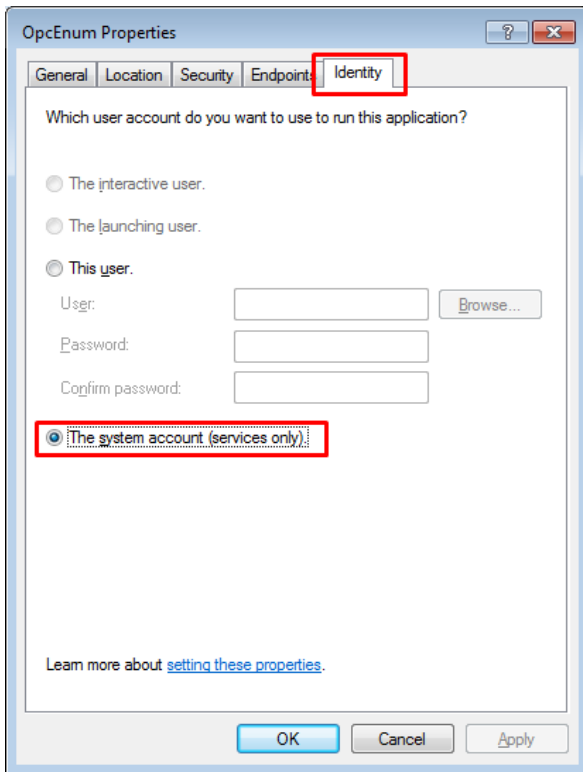 OpcEnum Properties
General Location Security Endpoints Identity
Which user account do you want to use to run this application?
The interactive user.
The launching user.
This user.
User:
Browse...
Password:
Confirm password:
The system account (services only).
Learn more about setting these properties.
OK Cancel Apply